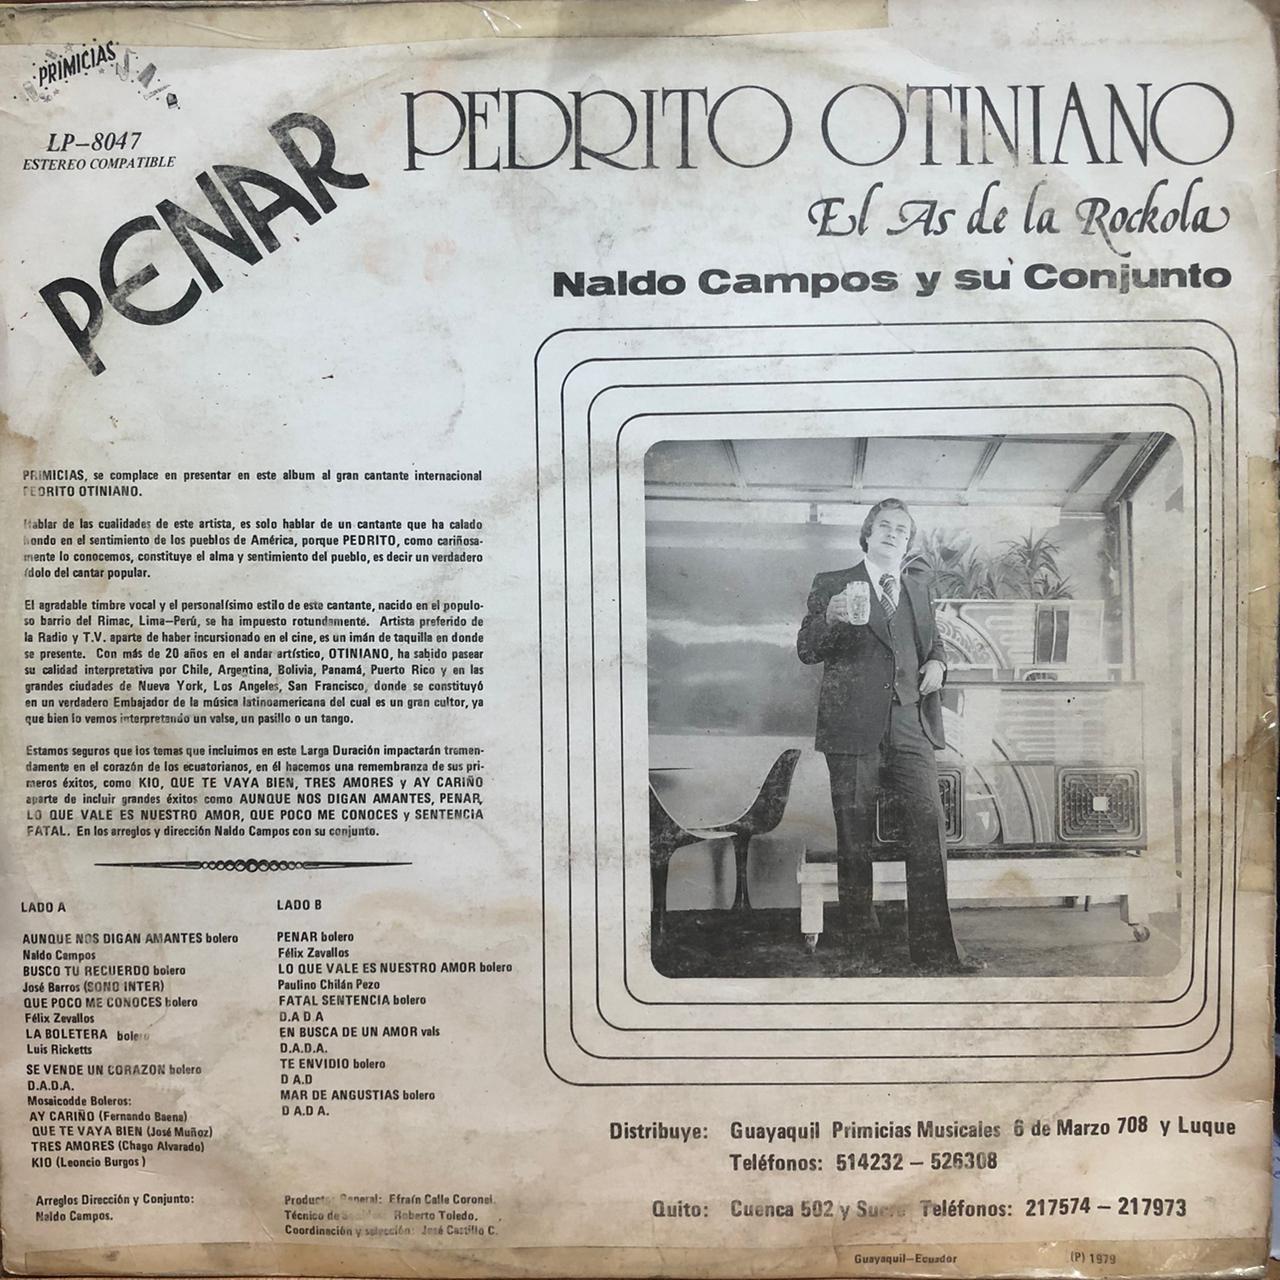 PRIMICIAS
LP-8047
ESTEREO COMPATIBLE
PENAR
PEDRITO OTINIANO
El As de la Rockola
Naldo Campos y su Conjunto
PRIMICIAS, se complace en presentar en este album al gran cantante internacional
PEDRITO OTINIANO.
Hablar de las cualidades de este artista, es solo hablar de un cantante que ha calado
hondo en el sentimiento de los pueblos de América, porque PEDRITO, como cariñosa-
mente lo conocemos, constituye el alma y sentimiento del pueblo, es decir un verdadero
ídolo del cantar popular.
El agradable timbre vocal y el personalísimo estilo de este cantante, nacido en el populo-
so barrio del Rimac, Lima-Perú, se ha impuesto rotundamente. Artista preferido de
la Radio y T.V. aparte de haber incursionado en el cine, es un imán de taquilla en donde
se presente. Con más de 20 años en el andar artístico, OTINIANO, ha sabido pasear
su calidad interpretativa por Chile, Argentina, Bolivia, Panamá, Puerto Rico y en las
grandes ciudades de Nueva York, Los Angeles, San Francisco, donde se constituyó
en un verdadero Embajador de la música latinoamericana del cual es un gran cultor, ya
que bien lo vemos interpretando un valse, un pasillo o un tango.
Estamos seguros que los temas que incluimos en este Larga Duración impactarán tremen-
damente en el corazón de los ecuatorianos, en él hacemos una remembranza de sus pri-
meros éxitos, como KIO, QUE TE VAYA BIEN, TRES AMORES y AY CARIÑO
aparte de incluir grandes éxitos como AUNQUE NOS DIGAN AMANTES, PENAR,
LO QUE VALE ES NUESTRO AMOR, QUE POCO ME CONOCES y SENTENCIA
FATAL. En los arreglos y dirección Naldo Campos con su conjunto.
LADO A
AUNQUE NOS DIGAN AMANTES bolero
Naldo Campos
BUSCO TU RECUERDO bolero
José Barros (SONO INTER)
QUE POCO ME CONOCES bolero
Félix Zevallos
LA BOLETERA bolero
Luis Ricketts
SE VENDE UN CORAZON bolero
D.A.D.A.
Mosaicodde Boleros:
AY CARIÑO (Fernando Baena)
QUE TE VAYA BIEN (José Muñoz)
TRES AMORES (Chago Alvarado)
KIO (Leoncio Burgos )
LADO B
PENAR bolero
Félix Zavallos
LO QUE VALE ES NUESTRO AMOR bolero
Paulino Chilán Pezo
FATAL SENTENCIA bolero
D.A D A
EN BUSCA DE UN AMOR vals
D.A.D.A.
TE ENVIDIO bolero
D A.D
MAR DE ANGUSTIAS bolero
D A D.A.
Arreglos Dirección y Conjunto:
Naldo Campos.
Productor General: Efraín Calle Coronel.
Técnico de Roberto Toledo.
Coordinación y selección: José Castillo C.
Distribuye: Guayaquil Primicias Musicales 6 de Marzo 708 y Luque
Teléfonos: 514232 - 526308
Quito: Cuenca 502 y Sucre Teléfonos: 217574 - 217973
Guayaquil-Ecuador (P) 1979